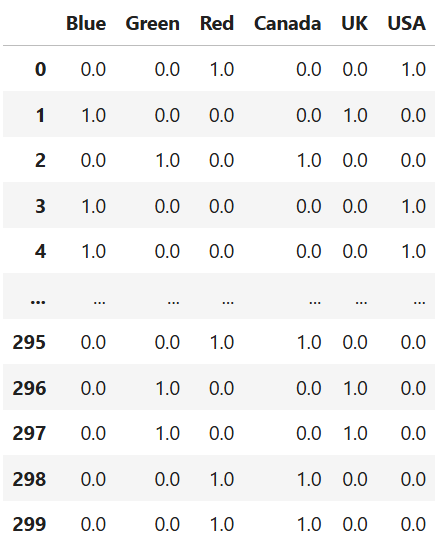 Blue Green Red Canada UK USA
0 0.0 0.0 1.0 0.0 0.0 1.0
1 1.0 0.0 0.0 0.0 1.0 0.0
2 0.0 1.0 0.0 1.0 0.0 0.0
3 1.0 0.0 0.0 0.0 0.0 1.0
4 1.0 0.0 0.0 0.0 0.0 1.0
... ... ... ... ... ... ...
295 0.0 0.0 1.0 1.0 0.0 0.0
296 0.0 1.0 0.0 0.0 1.0 0.0
297 0.0 1.0 0.0 0.0 1.0 0.0
298 0.0 0.0 1.0 1.0 0.0 0.0
299 0.0 0.0 1.0 1.0 0.0 0.0